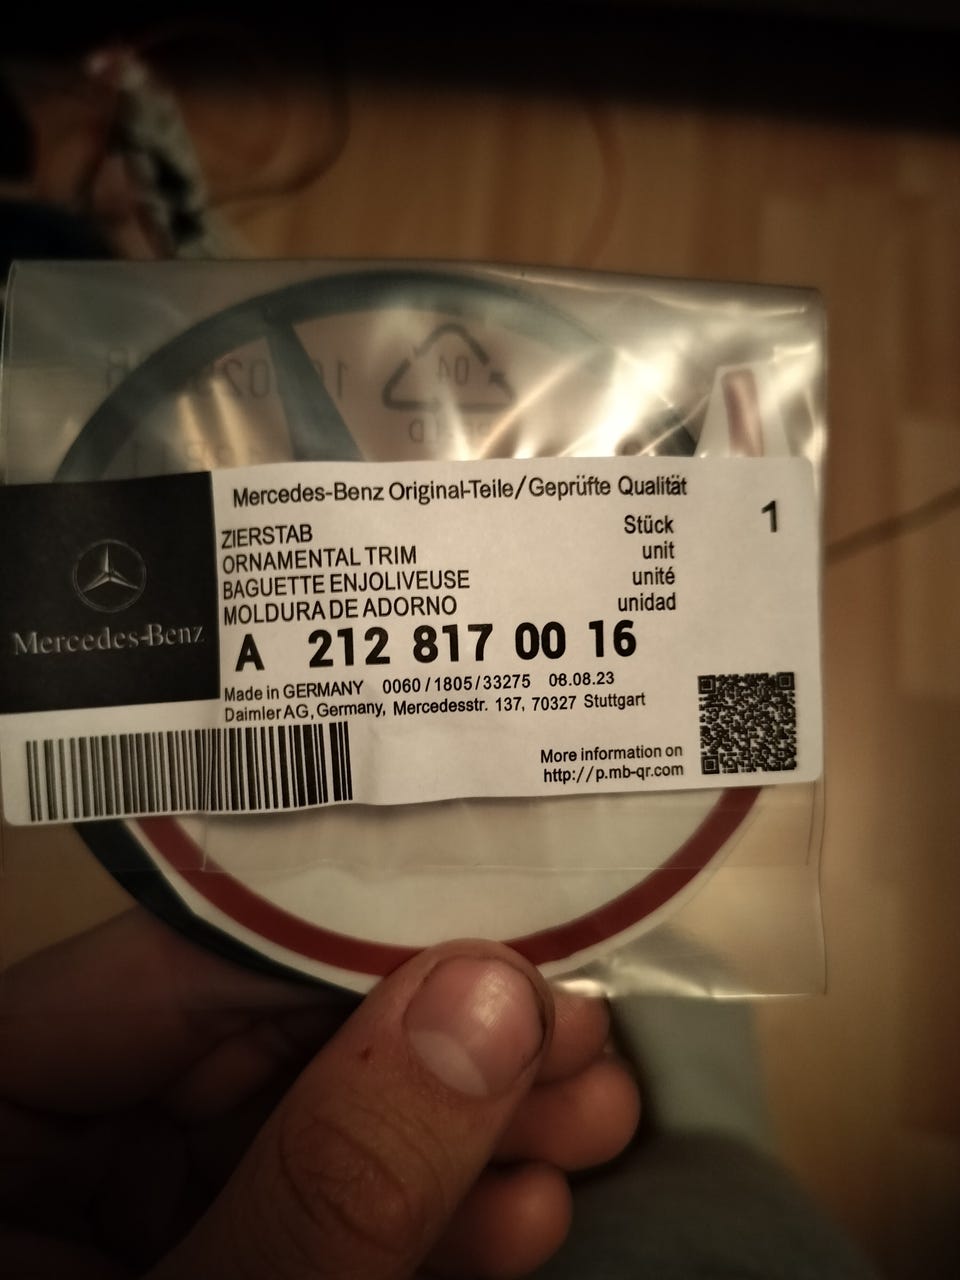 04
Mercedes-Benz Original-Teile/Geprüfte Qualität
1
ZIERSTAB Stück
ORNAMENTAL TRIM unit
BAGUETTE ENJOLIVEUSE unité
MOLDURA DE ADORNO unidad
A 212 817 00 16
Made in GERMANY 0060/1805/33275 08.08.23
Daimler AG, Germany, Mercedesstr. 137, 70327 Stuttgart
Mercedes-Benz
More information on
http://p.mb-qr.com